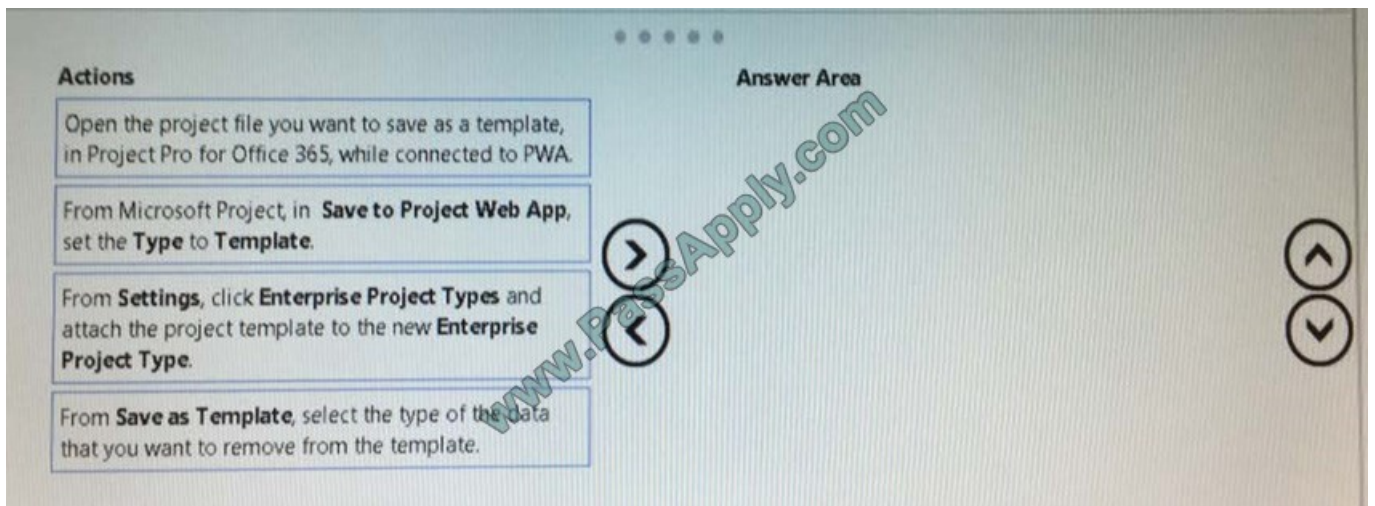 Actions
Answer Area
Open the project file you want to save as a template,
in Project Pro for Office 365, while connected to PWA.
From Microsoft Project, in Save to Project Web App,
set the Type to Template.
From Settings, click Enterprise Project Types and
attach the project template to the new Enterprise
Project Type.
From Save as Template, select the type of the data
that you want to remove from the template.
www.PassApply.com